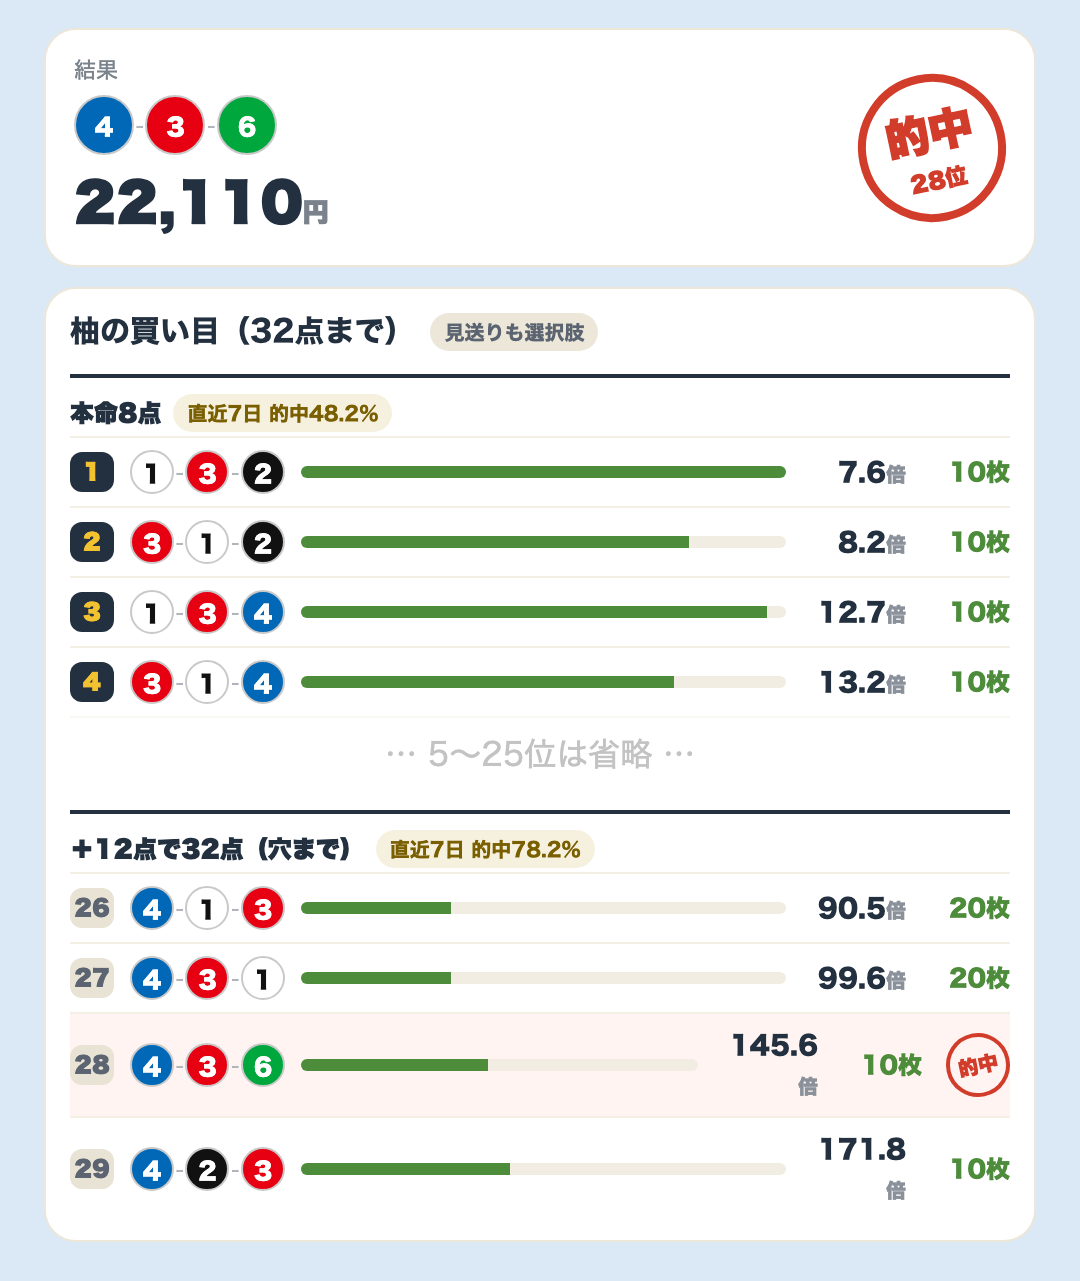 結果
4-3-6
22,110円
的中
28位
柚の買い目（32点まで） 見送りも選択肢
本命8点 直近7日 的中48.2%
1 1-3-2 7.6倍 10枚
2 3-1-2 8.2倍 10枚
3 1-3-4 12.7倍 10枚
4 3-1-4 13.2倍 10枚
… 5〜25位は省略 …
+12点で32点（穴まで） 直近7日 的中78.2%
26 4-1-3 90.5倍 20枚
27 4-3-1 99.6倍 20枚
28 4-3-6 145.6倍 10枚 的中
29 4-2-3 171.8倍 10枚